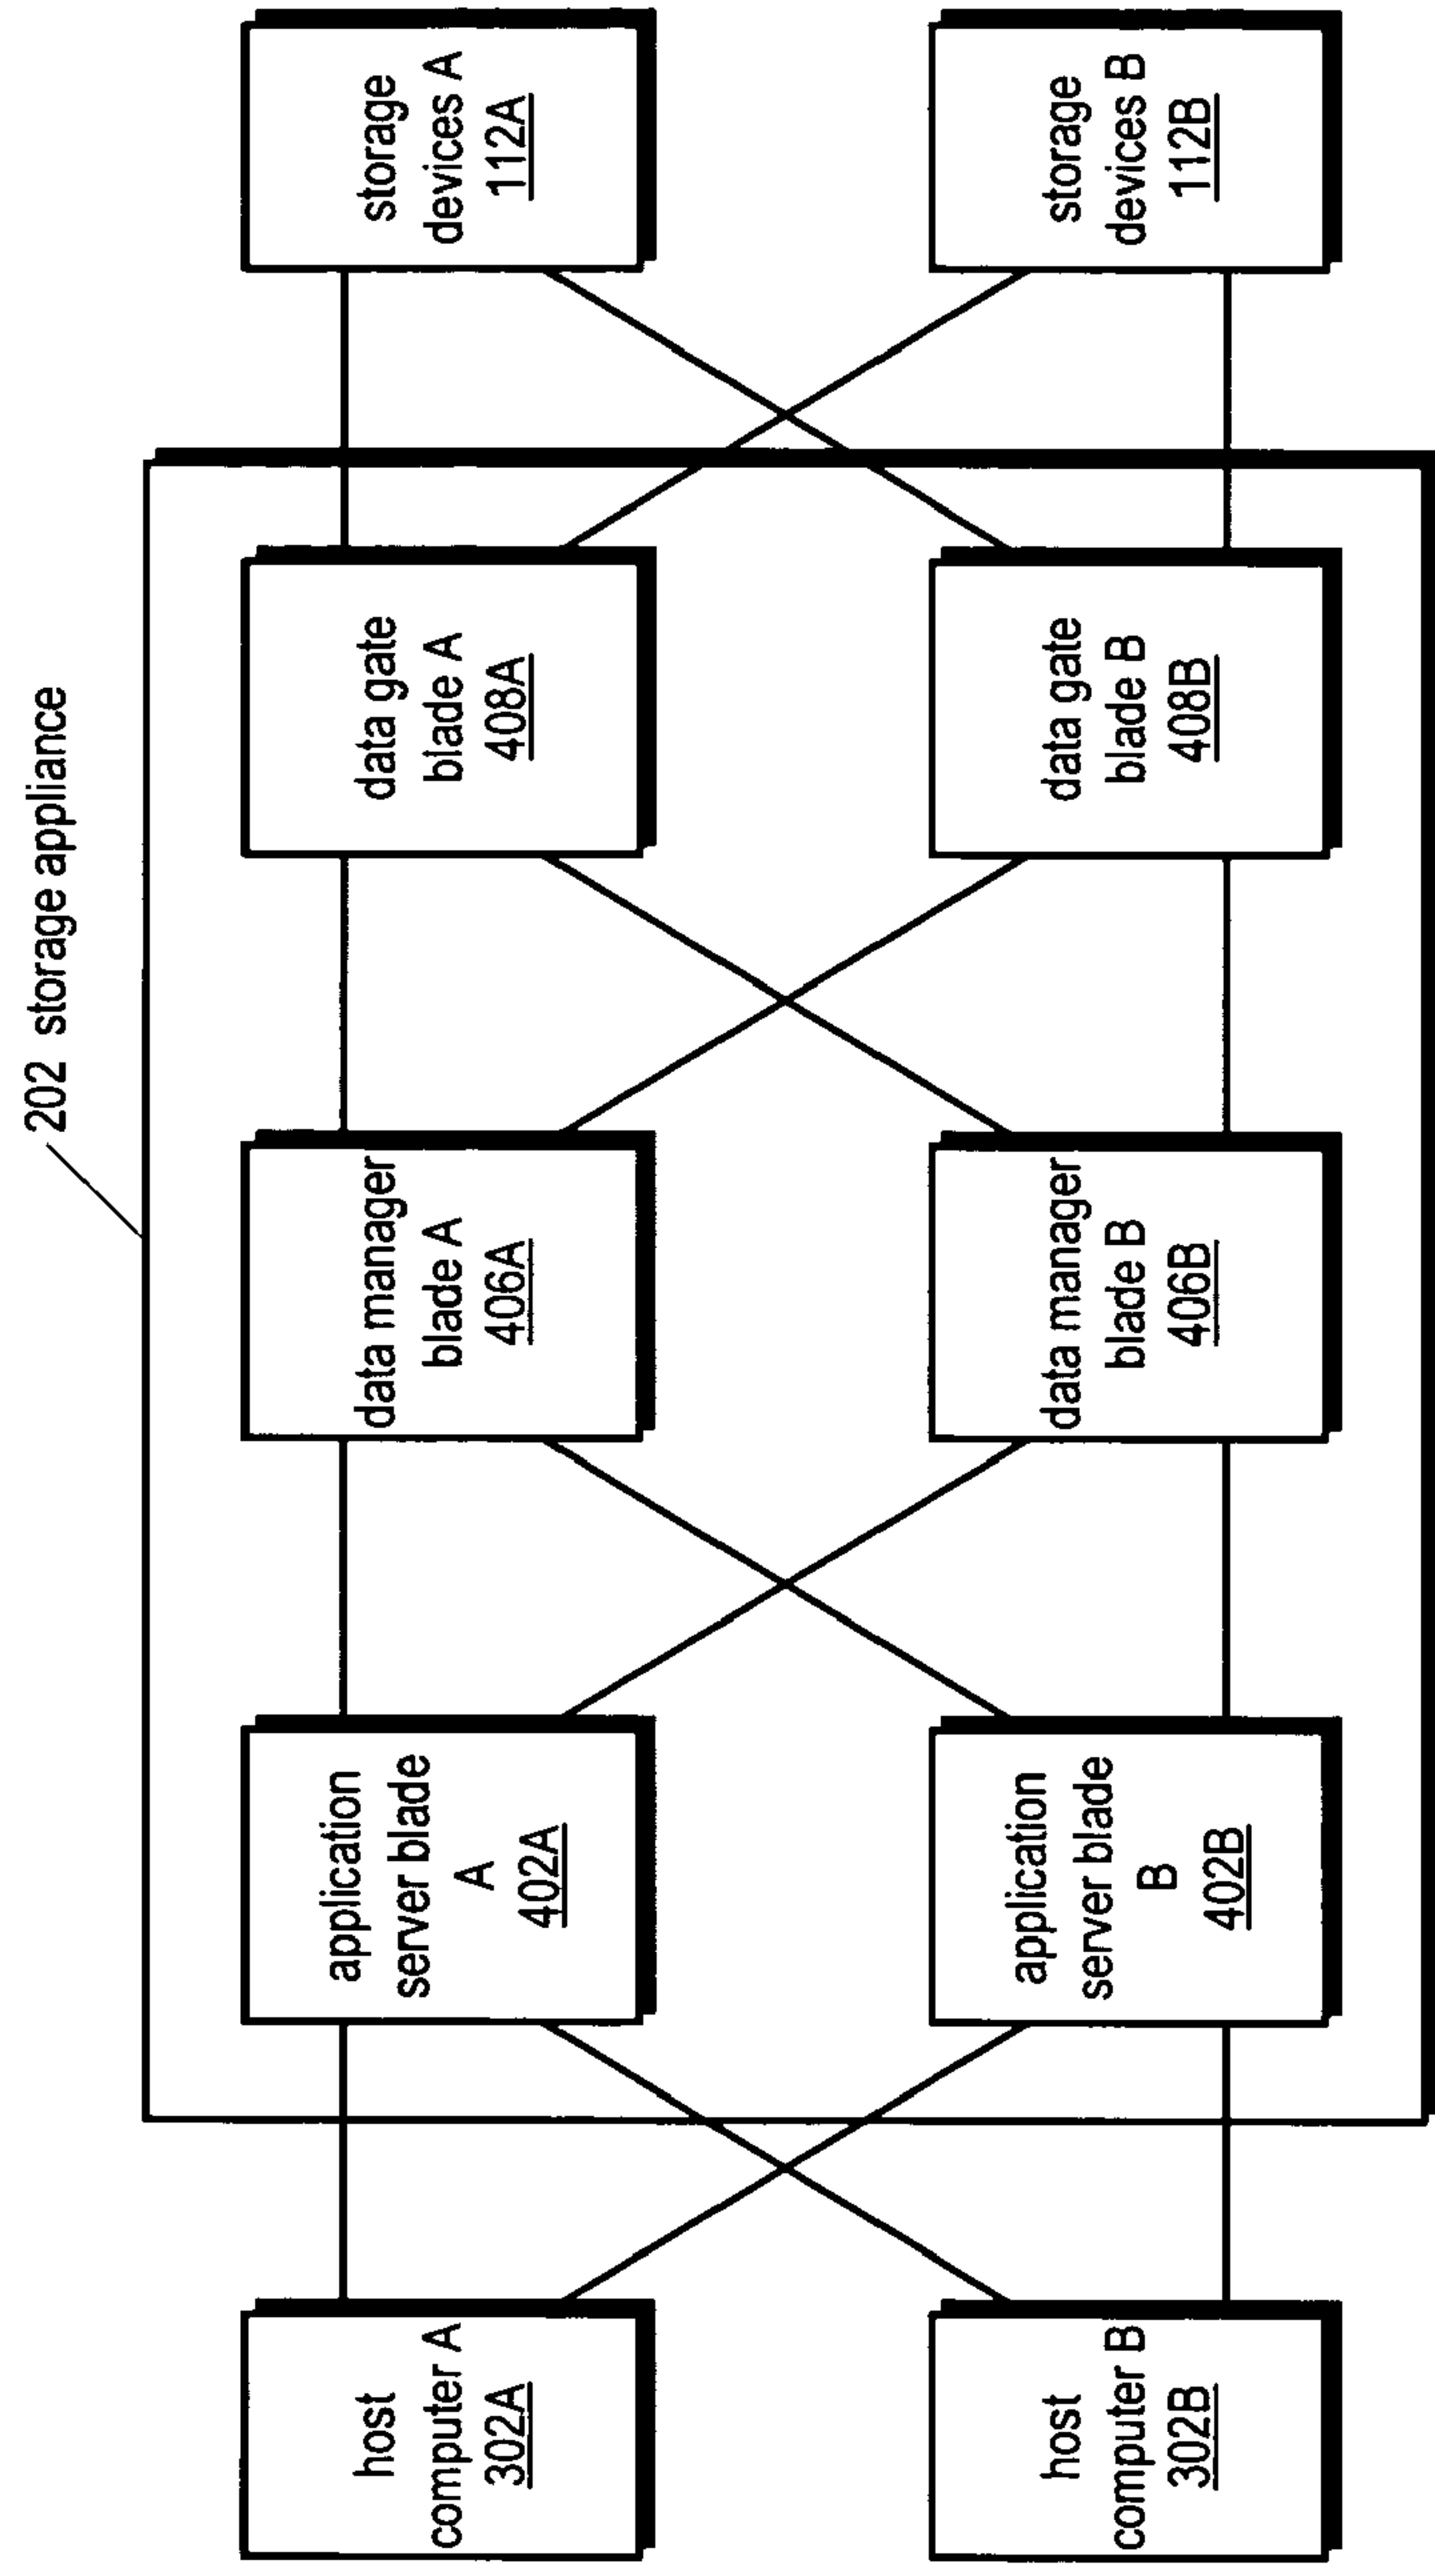 202 storage appliance
host
computer A
302A
application
server blade
A
402A
data manager
blade A
406A
data gate
blade A
408A
storage
devices A
112A
host
computer B
302B
application
server blade
B
402B
data manager
blade B
406B
data gate
blade B
408B
storage
devices B
112B